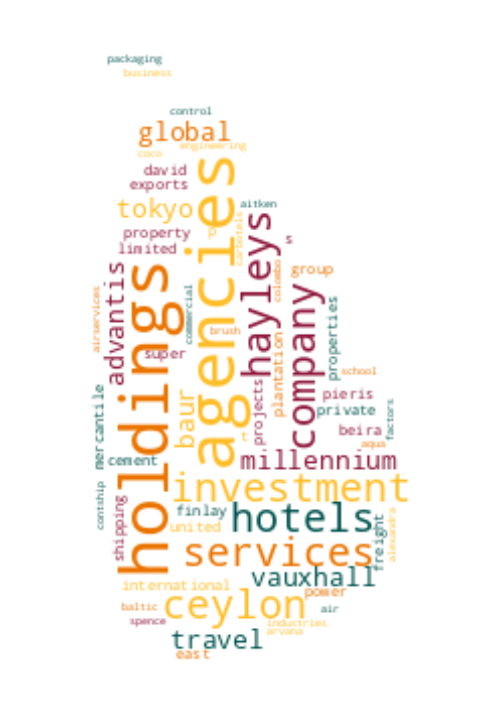 packaging
business
control
global
engineering
coco
david
exports
agencies
aitken
tokyo
hayleys
carbotels
property
s
limited
holdings
advantis
group
colombo
company
airservices
commercial
properties
brush
super
plantation
school
projects
pieris
private
mercantile
baur
factors
beira
aqua
t
cement
millennium
investment
contship
shipping
finlay
hotels
united
freight
alexandra
services
vauxhall
international
power
ceylon
baltic
air
spence
industries
arvana
travel
east